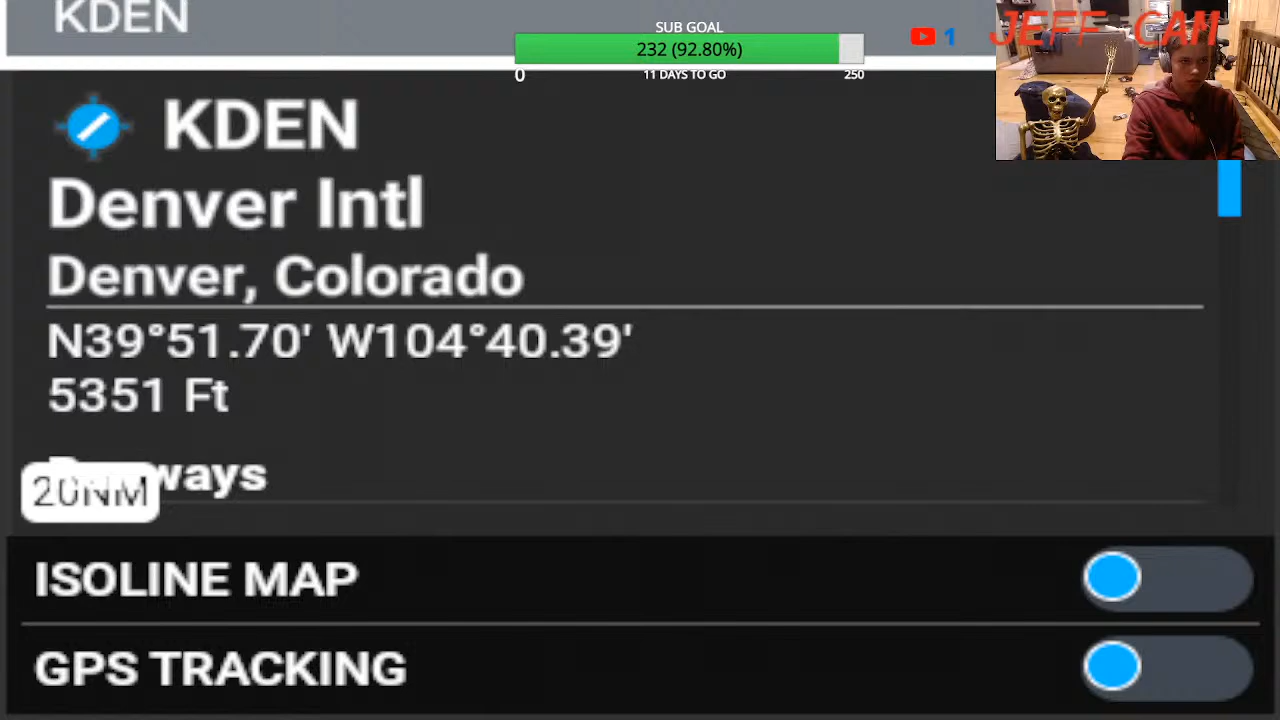 KDEN
SUB GOAL
232 (92.80%)
0 11 DAYS TO GO 250
1
JEFF CAM
KDEN
Denver Intl
Denver, Colorado
N39°51.70' W104°40.39'
5351 Ft
20NM
ISOLINE MAP
GPS TRACKING